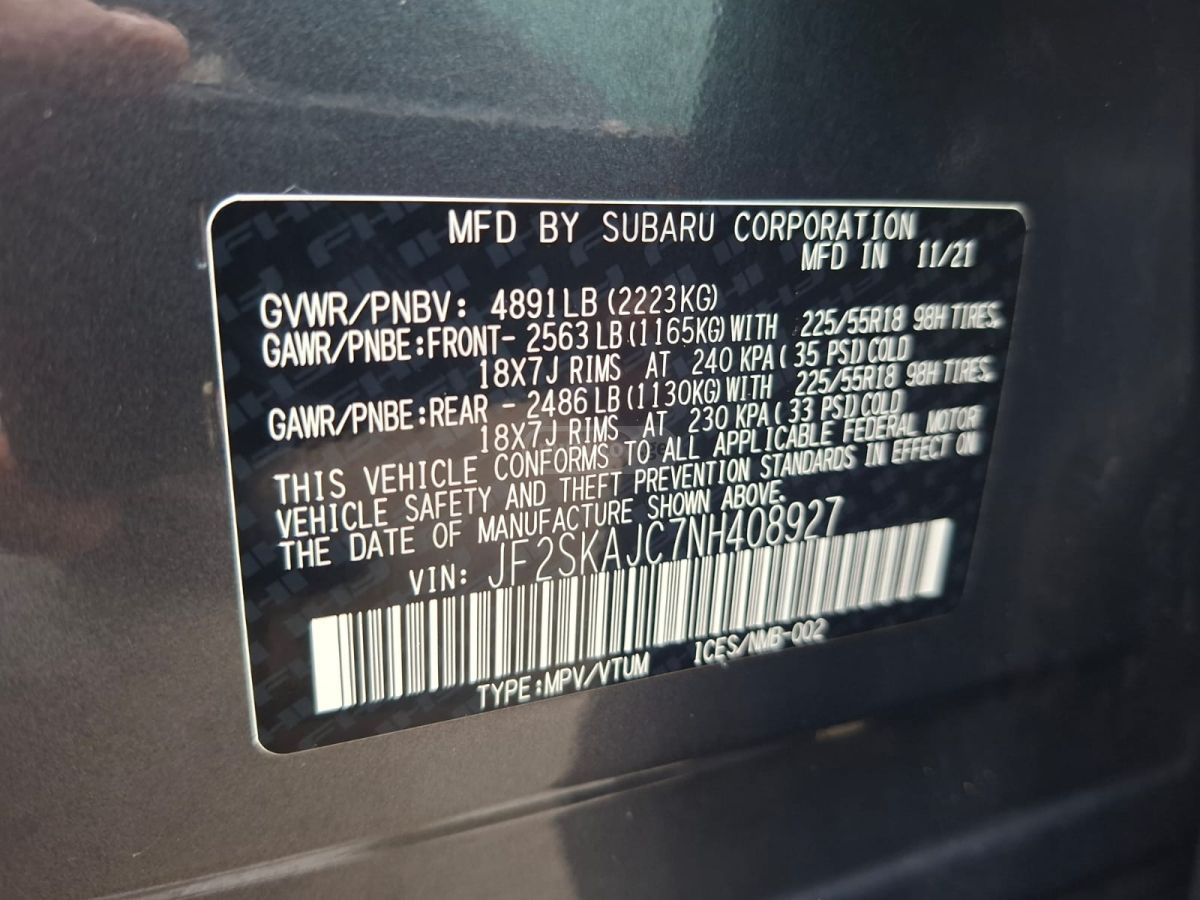 MFD BY SUBARU CORPORATION
MFD IN 11/21
GVWR/PNBV: 4891LB(2223KG)
GAWR/PNBE:FRONT- 2563LB(1165KG)WITH 225/55R18 98H TIRES,
18X7J RIMS AT 240 KPA(35 PSI)COLD
GAWR/PNBE:REAR - 2486LB(1130KG)WITH 225/55R18 98H TIRES,
18X7J RIMS AT 230 KPA(33 PSI)COLD
THIS VEHICLE CONFORMS TO ALL APPLICABLE FEDERAL MOTOR
VEHICLE SAFETY AND THEFT PREVENTION STANDARDS IN EFFECT ON
THE DATE OF MANUFACTURE SHOWN ABOVE.
VIN: JF2SKAJC7NH408927
TYPE:MPV/VTUM ICES/NMB-002